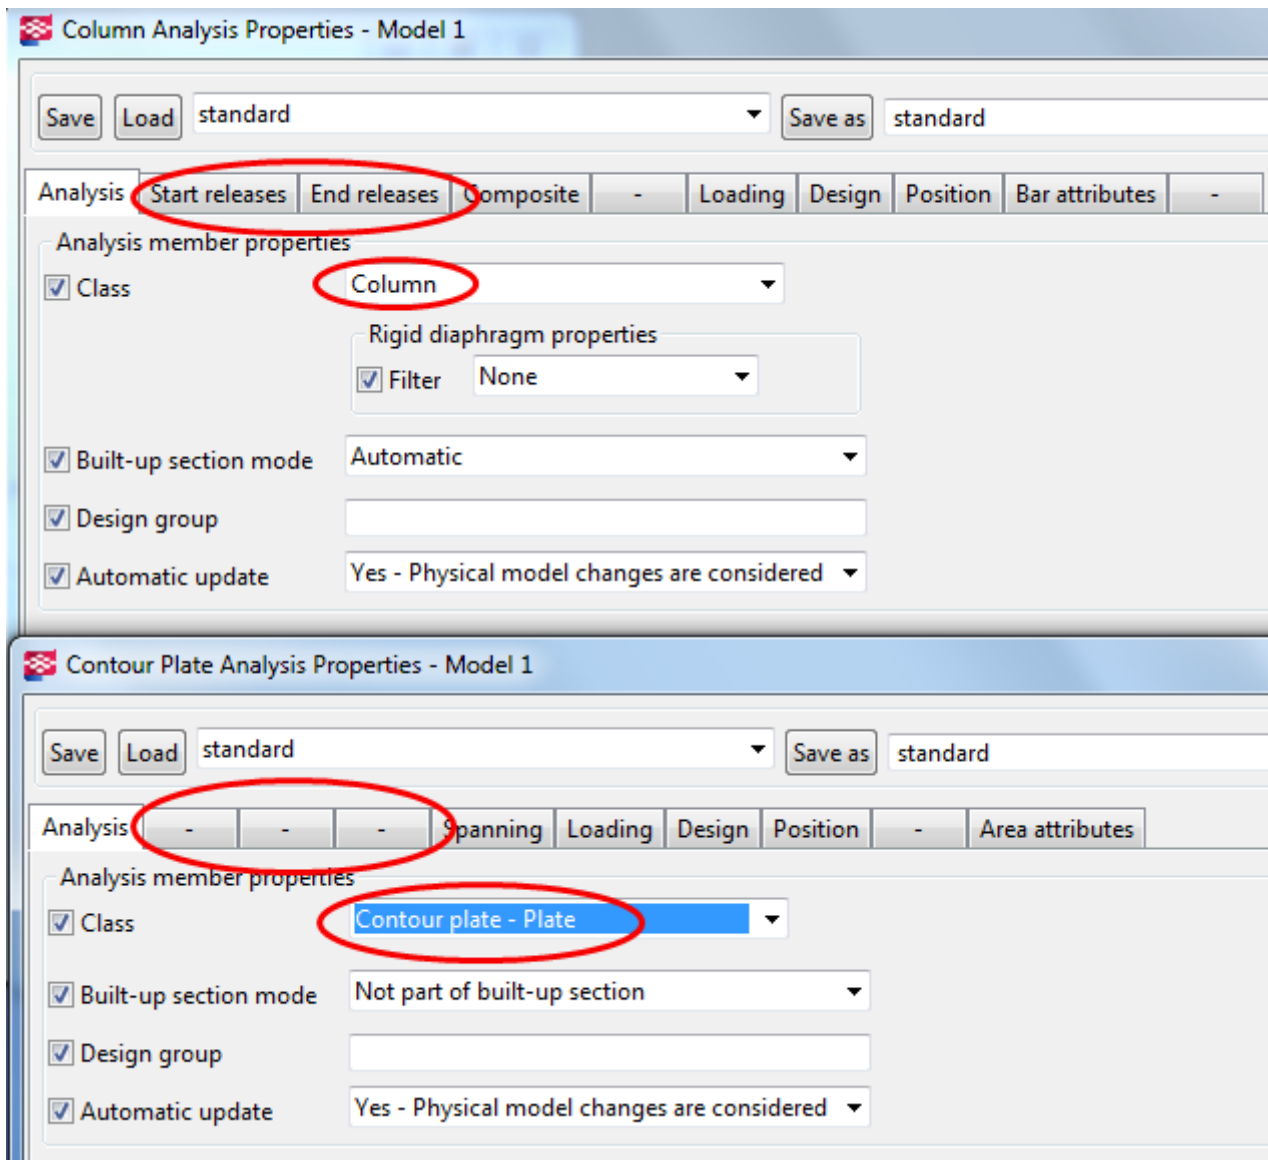 Column Analysis Properties - Model 1
Save Load standard Save as standard
Analysis Start releases End releases Composite - Loading Design Position Bar attributes -
Analysis member properties
Class Column
Rigid diaphragm properties
Filter None
Built-up section mode Automatic
Design group
Automatic update Yes - Physical model changes are considered
Contour Plate Analysis Properties - Model 1
Save Load standard Save as standard
Analysis - - - Spanning Loading Design Position - Area attributes
Analysis member properties
Class Contour plate - Plate
Built-up section mode Not part of built-up section
Design group
Automatic update Yes - Physical model changes are considered